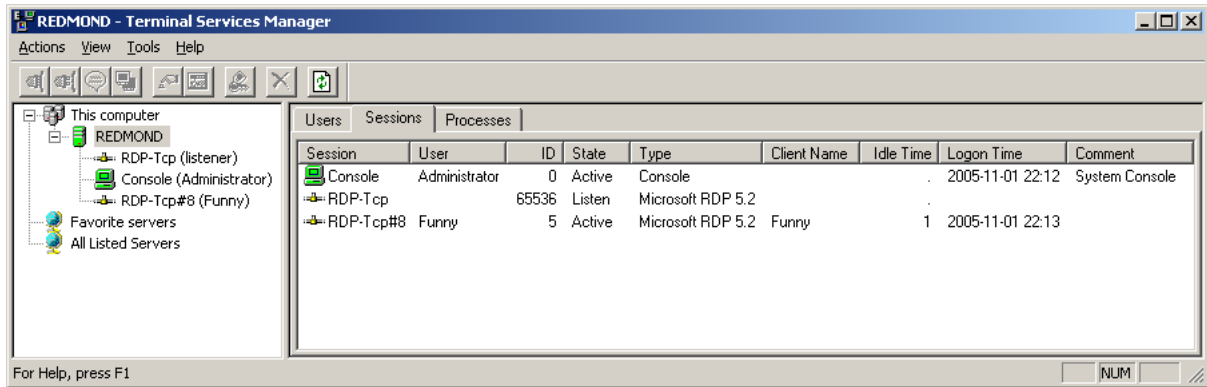 REDMOND - Terminal Services Manager
Actions View Tools Help
This computer
REDMOND
RDP-Tcp (listener)
Console (Administrator)
RDP-Tcp#8 (Funny)
Favorite servers
All Listed Servers
Users Sessions Processes
Session User ID State Type Client Name Idle Time Logon Time Comment
Console Administrator 0 Active Console . 2005-11-01 22:12 System Console
RDP-Tcp 65536 Listen Microsoft RDP 5.2 .
RDP-Tcp#8 Funny 5 Active Microsoft RDP 5.2 Funny 1 2005-11-01 22:13
For Help, press F1 NUM